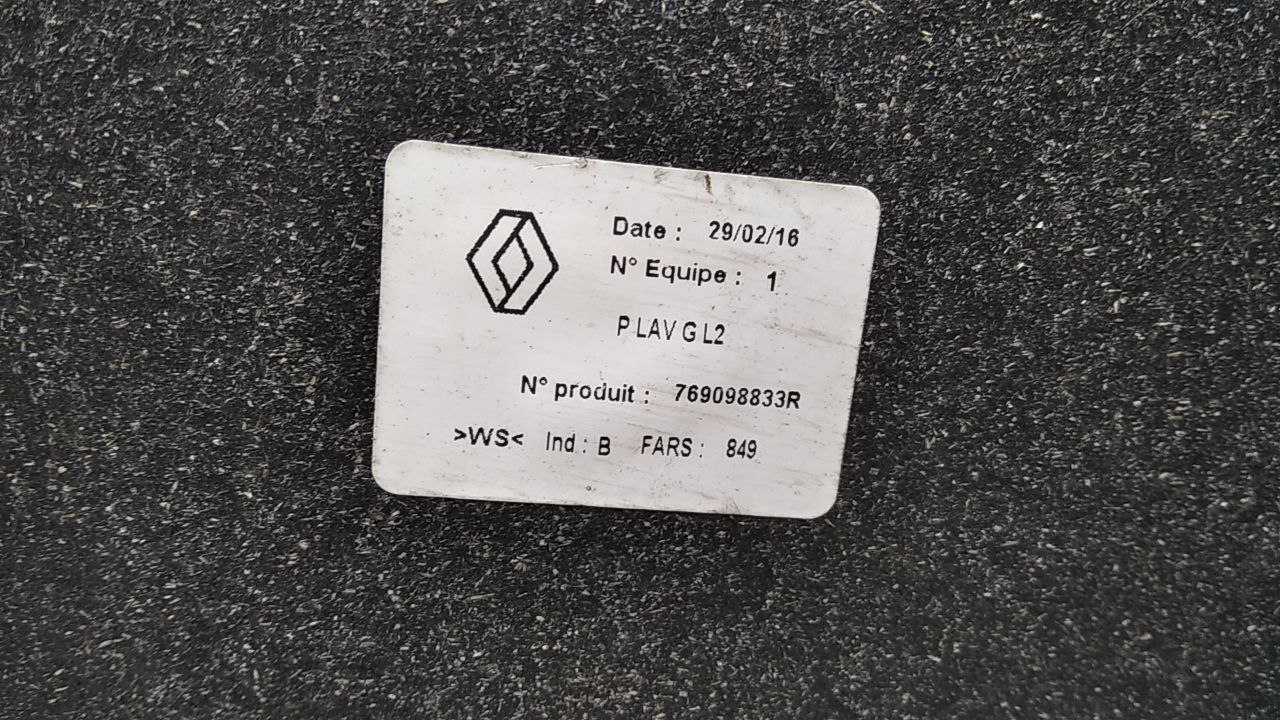 Date : 29/02/16
N° Equipe : 1
P LAV G L2
N° produit : 769098833R
>WS< Ind : B FARS : 849